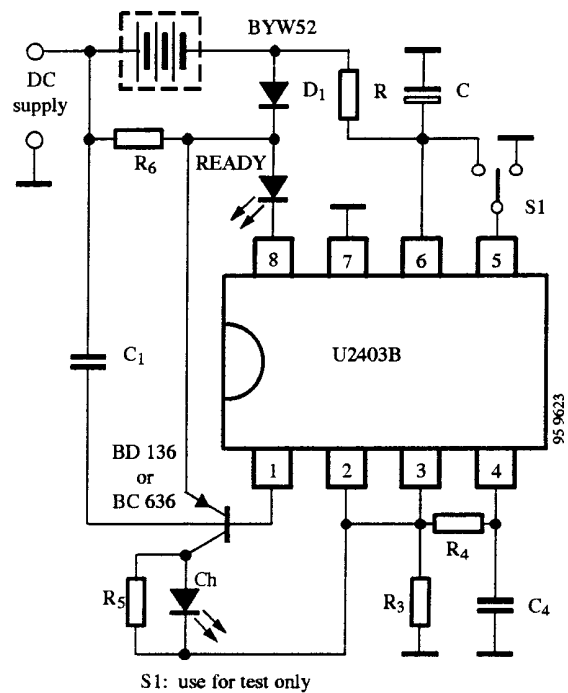 BYW52
DC
supply
D1
R
C
R6
READY
S1
8
7
6
5
C1
U2403B
95 9623
BD 136
or
BC 636
1
2
3
4
R4
Ch
R5
R3
C4
S1: use for test only